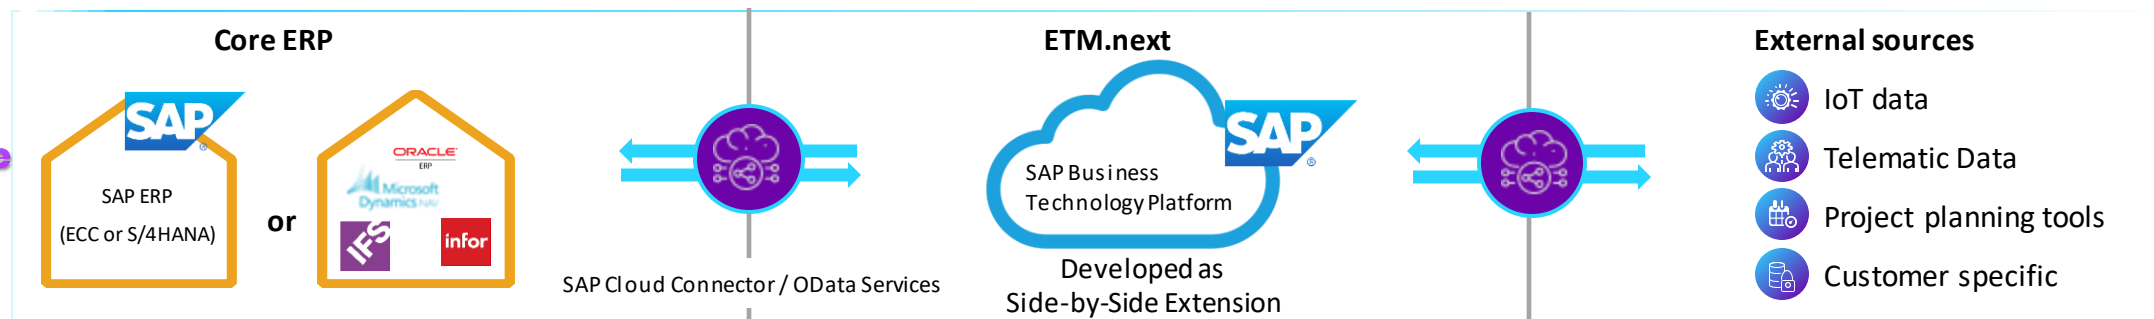 Core ERP
SAP
®
SAP ERP
(ECC or S/4HANA)
or
ORACLE
ERP
Microsoft
Dynamics NAV
IFS
infor
SAP Cloud Connector / OData Services
ETM.next
SAP
®
SAP Business
Technology Platform
Developed as
Side-by-Side Extension
External sources
IoT data
Telematic Data
Project planning tools
Customer specific